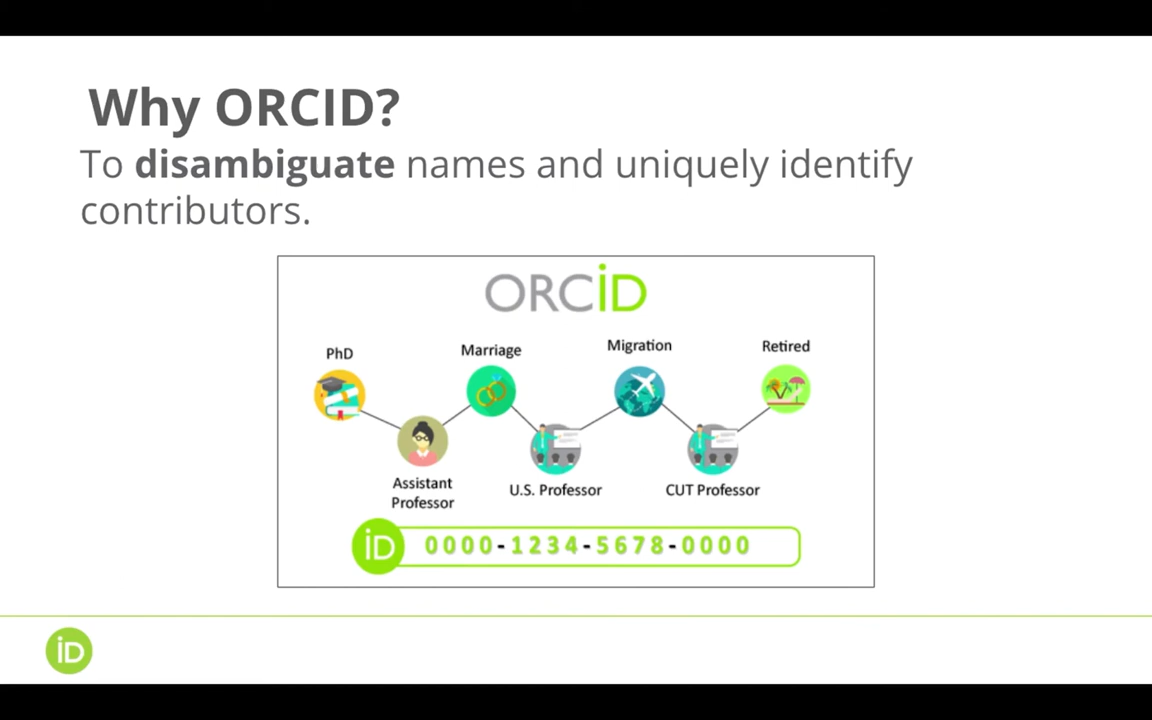 Why ORCID?
To disambiguate names and uniquely identify
contributors.
ORCiD
PhD
Marriage
Migration
Retired
Assistant
Professor
U.S. Professor
CUT Professor
iD 0000-1234-5678-0000
iD